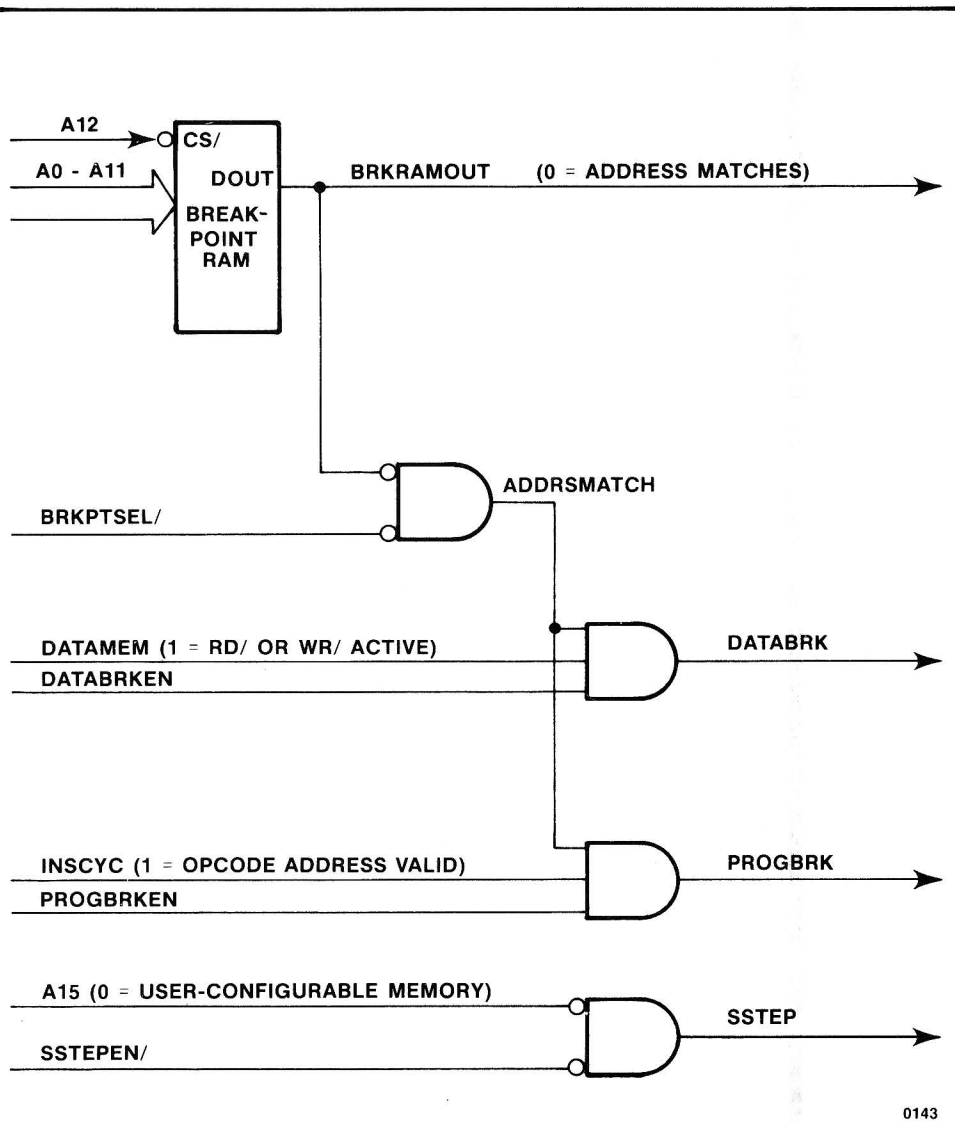 A12
CS/
A0 - A11
DOUT
BRKRAMOUT (0 = ADDRESS MATCHES)
BREAK-
POINT
RAM
ADDRSMATCH
BRKPTSEL/
DATAMEM (1 = RD/ OR WR/ ACTIVE)
DATABRK
DATABRKEN
INSCYC (1 = OPCODE ADDRESS VALID)
PROGBRK
PROGBRKEN
A15 (0 = USER-CONFIGURABLE MEMORY)
SSTEP
SSTEPEN/
0143